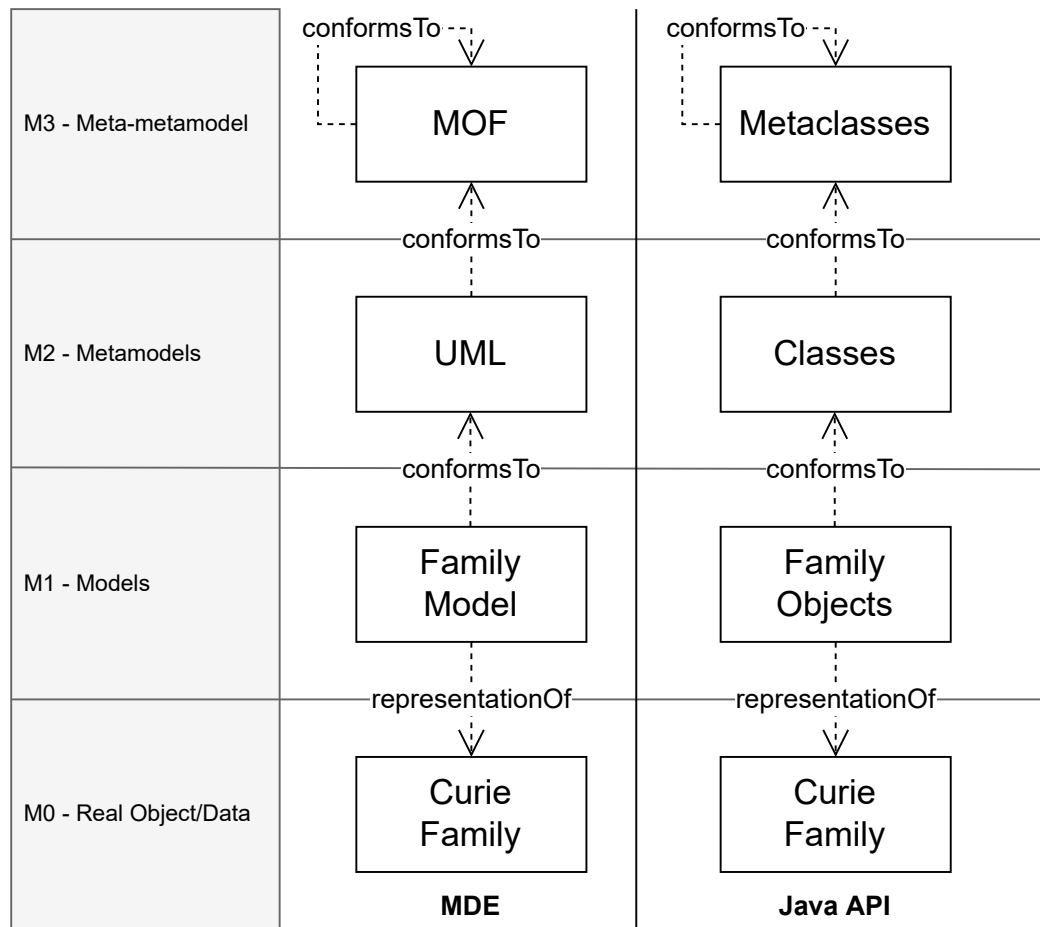 conformsTo
conformsTo
M3 - Meta-metamodel
MOF
Metaclasses
conformsTo
conformsTo
M2 - Metamodels
UML
Classes
conformsTo
conformsTo
M1 - Models
Family
Model
Family
Objects
representationOf
representationOf
M0 - Real Object/Data
Curie
Family
Curie
Family
MDE
Java API